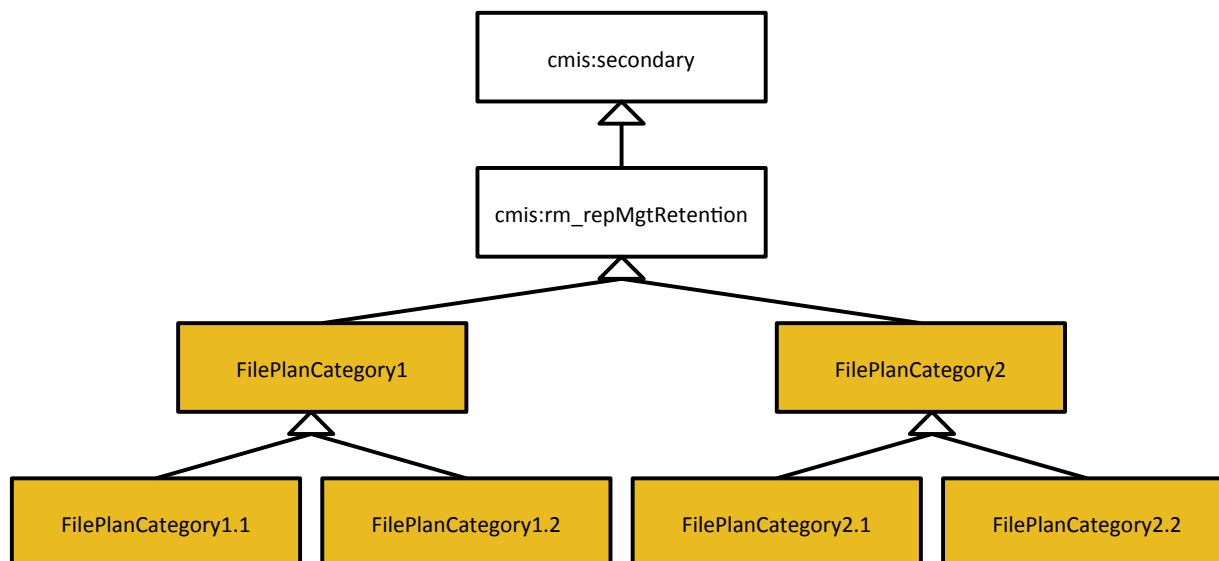 cmis:secondary
cmis:rm_repMgtRetention
FilePlanCategory1
FilePlanCategory2
FilePlanCategory1.1
FilePlanCategory1.2
FilePlanCategory2.1
FilePlanCategory2.2